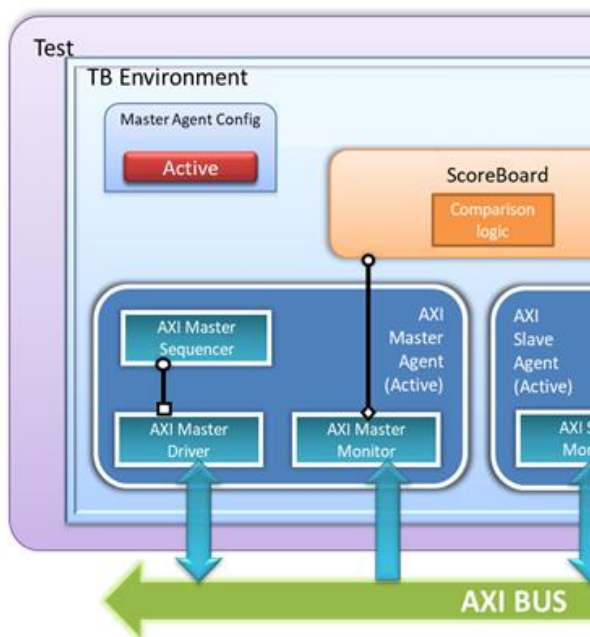 Test
TB Environment
Master Agent Config
Active
ScoreBoard
Comparison
logic
AXI Master
Sequencer
AXI
Master
Agent
(Active)
AXI
Slave
Agent
(Active)
AXI Master
Driver
AXI Master
Monitor
AXI
AXI BUS